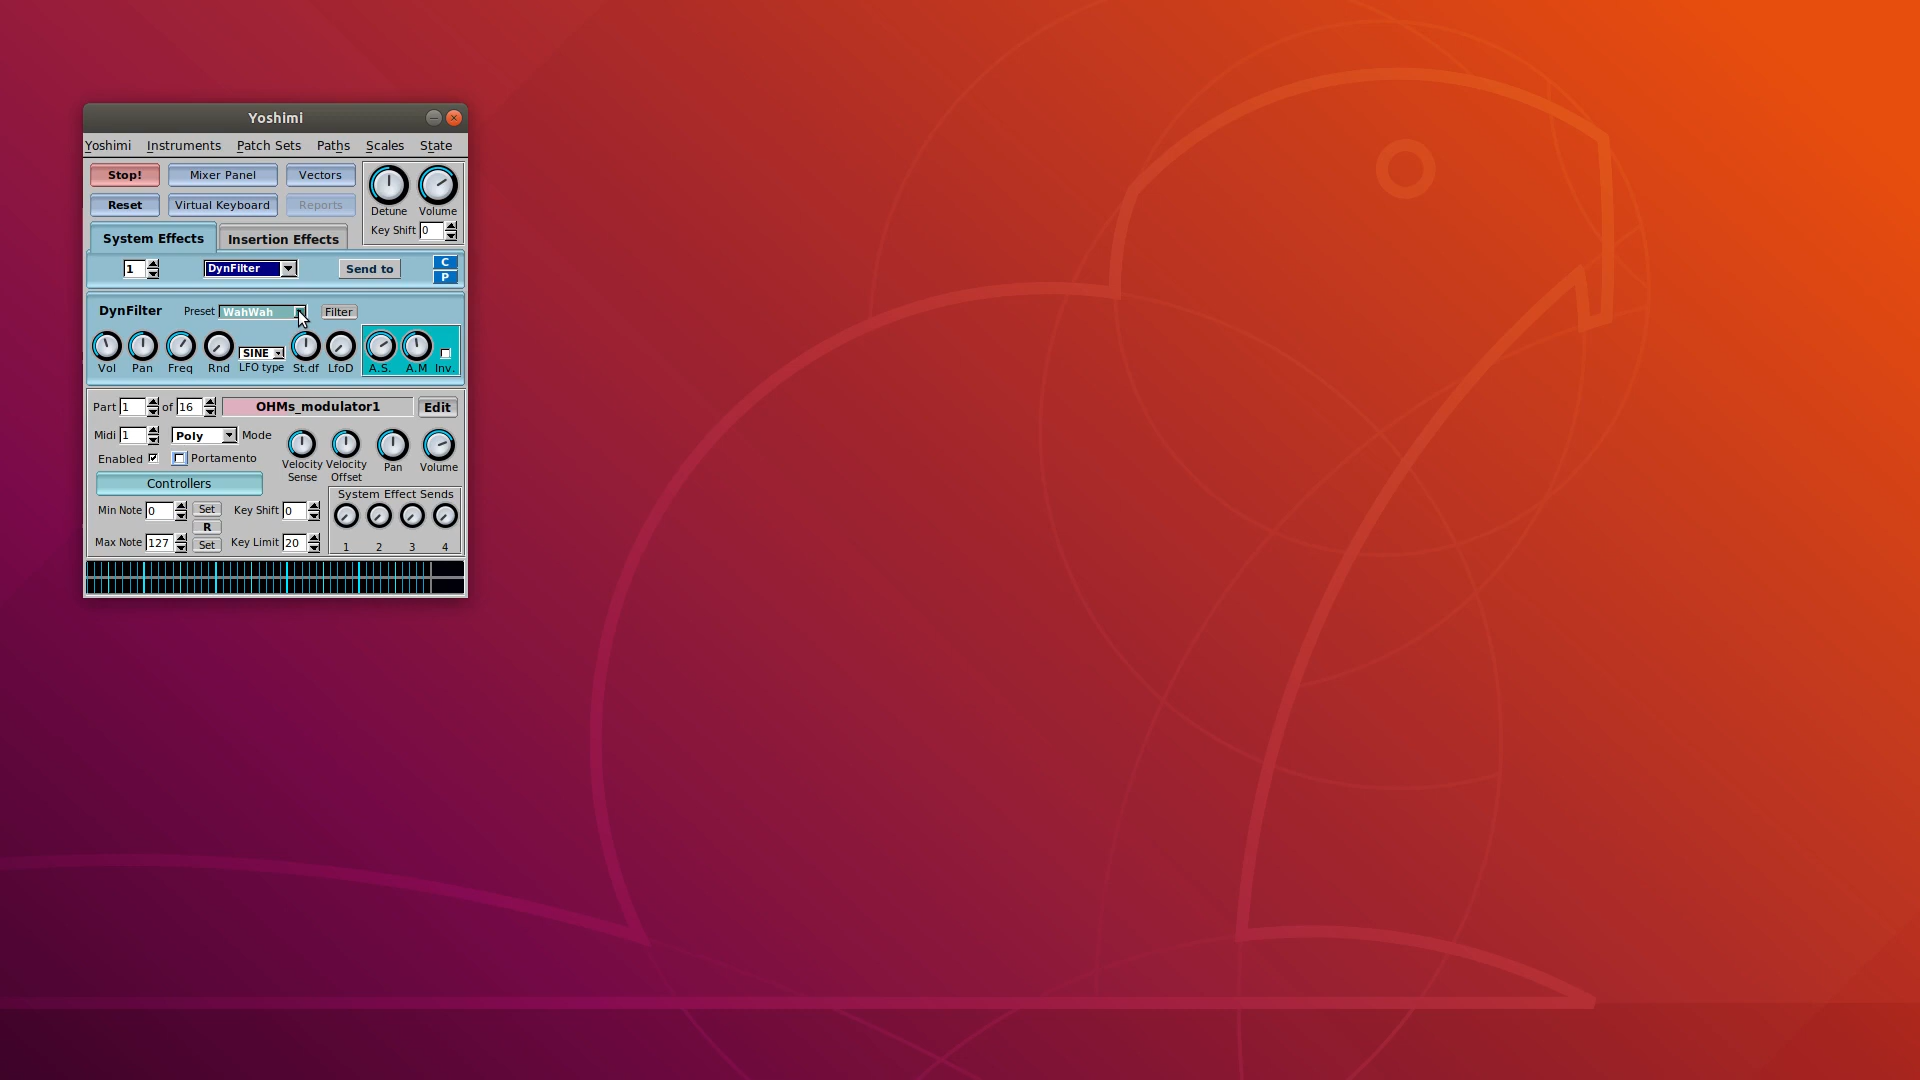 Yoshimi
Yoshimi Instruments Patch Sets Paths Scales State
Stop! Mixer Panel Vectors
Reset Virtual Keyboard Reports
Detune Volume
Key Shift 0
System Effects Insertion Effects
1 DynFilter Send to C
P
DynFilter Preset WahWah Filter
SINE
Vol Pan Freq Rnd LFO type St.df LfoD A.S. A.M Inv.
Part 1 of 16 OHMs_modulator1 Edit
Midi 1 Poly Mode
Enabled Portamento
Velocity Sense Velocity Offset Pan Volume
Controllers
System Effect Sends
Min Note 0 Set Key Shift 0
R
Max Note 127 Set Key Limit 20
1 2 3 4